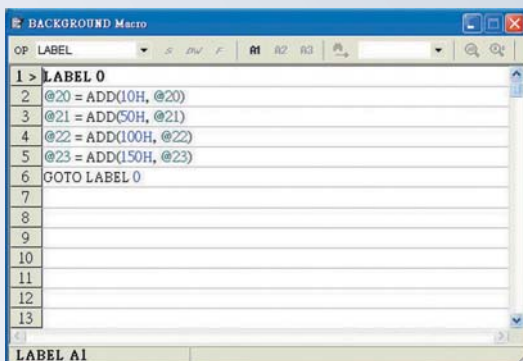 BACKGROUND Macro
OP LABEL S DW F A1 A2 A3
1 > LABEL 0
2 @20 = ADD(10H, @20)
3 @21 = ADD(50H, @21)
4 @22 = ADD(100H, @22)
5 @23 = ADD(150H, @23)
6 GOTO LABEL 0
7
8
9
10
11
12
13
LABEL A1